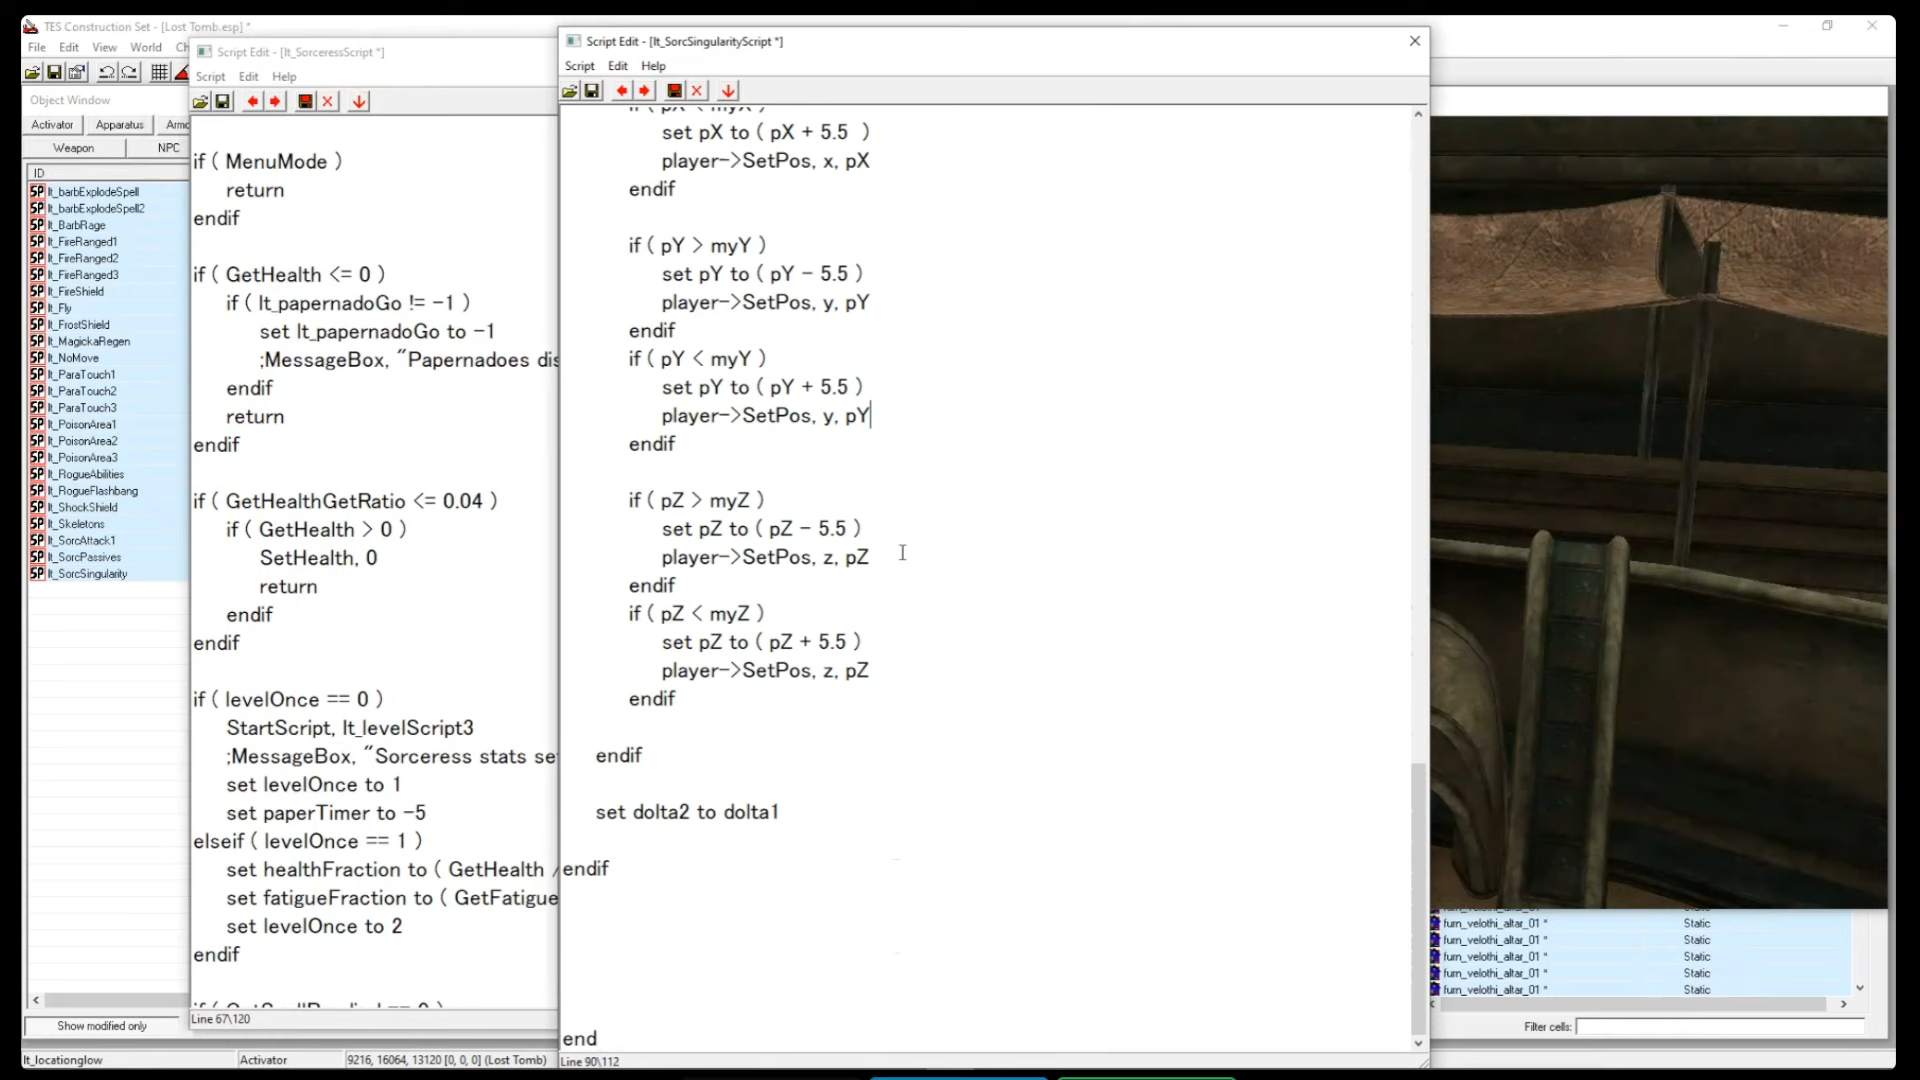 TES Construction Set - [Lost Tomb.esp] *
File Edit View World
Object Window
Activator Apparatus
Weapon NPC
ID
lt_barbExplodeSpell
lt_barbExplodeSpell2
lt_BarbRage
lt_FireRanged1
lt_FireRanged2
lt_FireRanged3
lt_FireShield
lt_Fly
lt_FrostShield
lt_MagickaRegen
lt_NoMove
lt_ParaTouch1
lt_ParaTouch2
lt_ParaTouch3
lt_PoisonArea1
lt_PoisonArea2
lt_PoisonArea3
lt_RogueAbilities
lt_RogueFlashbang
lt_ShockShield
lt_Skeletons
lt_SorcAttack1
lt_SorcPassives
lt_SorcSingularity
Show modified only
lt_locationglow
Activator
9216, 16064, 13120 [0, 0, 0] (Lost Tomb)
Script Edit - [lt_SorceressScript *]
Script Edit Help
if ( MenuMode )
return
endif
if ( GetHealth <= 0 )
if ( lt_papernadoGo != -1 )
set lt_papernadoGo to -1
;MessageBox, "Papernadoes dis
endif
return
endif
if ( GetHealthGetRatio <= 0.04 )
if ( GetHealth > 0 )
SetHealth, 0
return
endif
endif
if ( levelOnce == 0 )
StartScript, lt_levelScript3
;MessageBox, "Sorceress stats se
set levelOnce to 1
set paperTimer to -5
elseif ( levelOnce == 1 )
set healthFraction to ( GetHealth /
set fatigueFraction to ( GetFatigue
set levelOnce to 2
endif
Line 67\120
Script Edit - [lt_SorcSingularityScript *]
Script Edit Help
if ( pX < myX )
set pX to ( pX + 5.5  )
player->SetPos, x, pX
endif
if ( pY > myY )
set pY to ( pY - 5.5 )
player->SetPos, y, pY
endif
if ( pY < myY )
set pY to ( pY + 5.5 )
player->SetPos, y, pY
endif
if ( pZ > myZ )
set pZ to ( pZ - 5.5 )
player->SetPos, z, pZ
endif
if ( pZ < myZ )
set pZ to ( pZ + 5.5 )
player->SetPos, z, pZ
endif
endif
set dolta2 to dolta1
endif
end
Line 90\112
furn_velothi_altar_01 * Static
furn_velothi_altar_01 * Static
furn_velothi_altar_01 * Static
furn_velothi_altar_01 * Static
furn_velothi_altar_01 * Static
Filter cells: